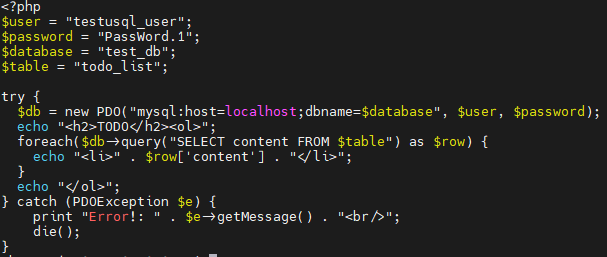 <?php
$user = "testusql_user";
$password = "PassWord.1";
$database = "test_db";
$table = "todo_list";

try {
  $db = new PDO("mysql:host=localhost;dbname=$database", $user, $password);
  echo "<h2>TODO</h2><ol>";
  foreach($db->query("SELECT content FROM $table") as $row) {
    echo "<li>" . $row['content'] . "</li>";
  }
  echo "</ol>";
} catch (PDOException $e) {
    print "Error!: " . $e->getMessage() . "<br/>";
    die();
}